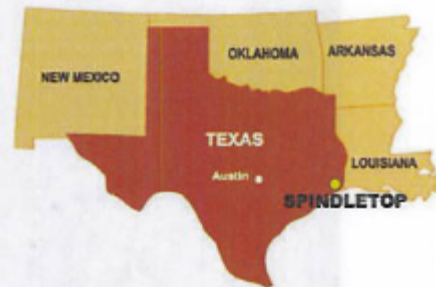 OKLAHOMA
ARKANSAS
NEW MEXICO
TEXAS
LOUISIANA
Austin
SPINDLETOP